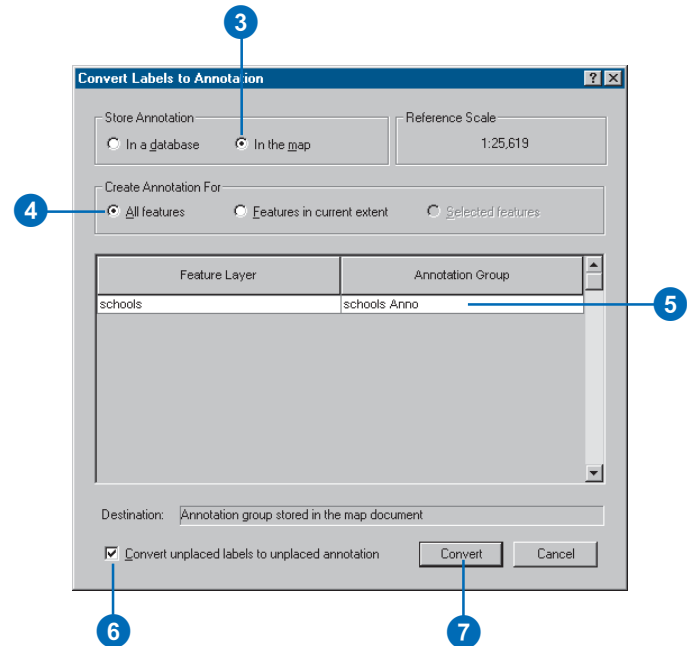 3
Convert Labels to Annotation
Store Annotation
In a database
In the map
Reference Scale
1:25,619
4
Create Annotation For
All features
Features in current extent
Selected features
Feature Layer
Annotation Group
schools
schools Anno
5
Destination:
Annotation group stored in the map document
Convert unplaced labels to unplaced annotation
Convert
Cancel
6
7